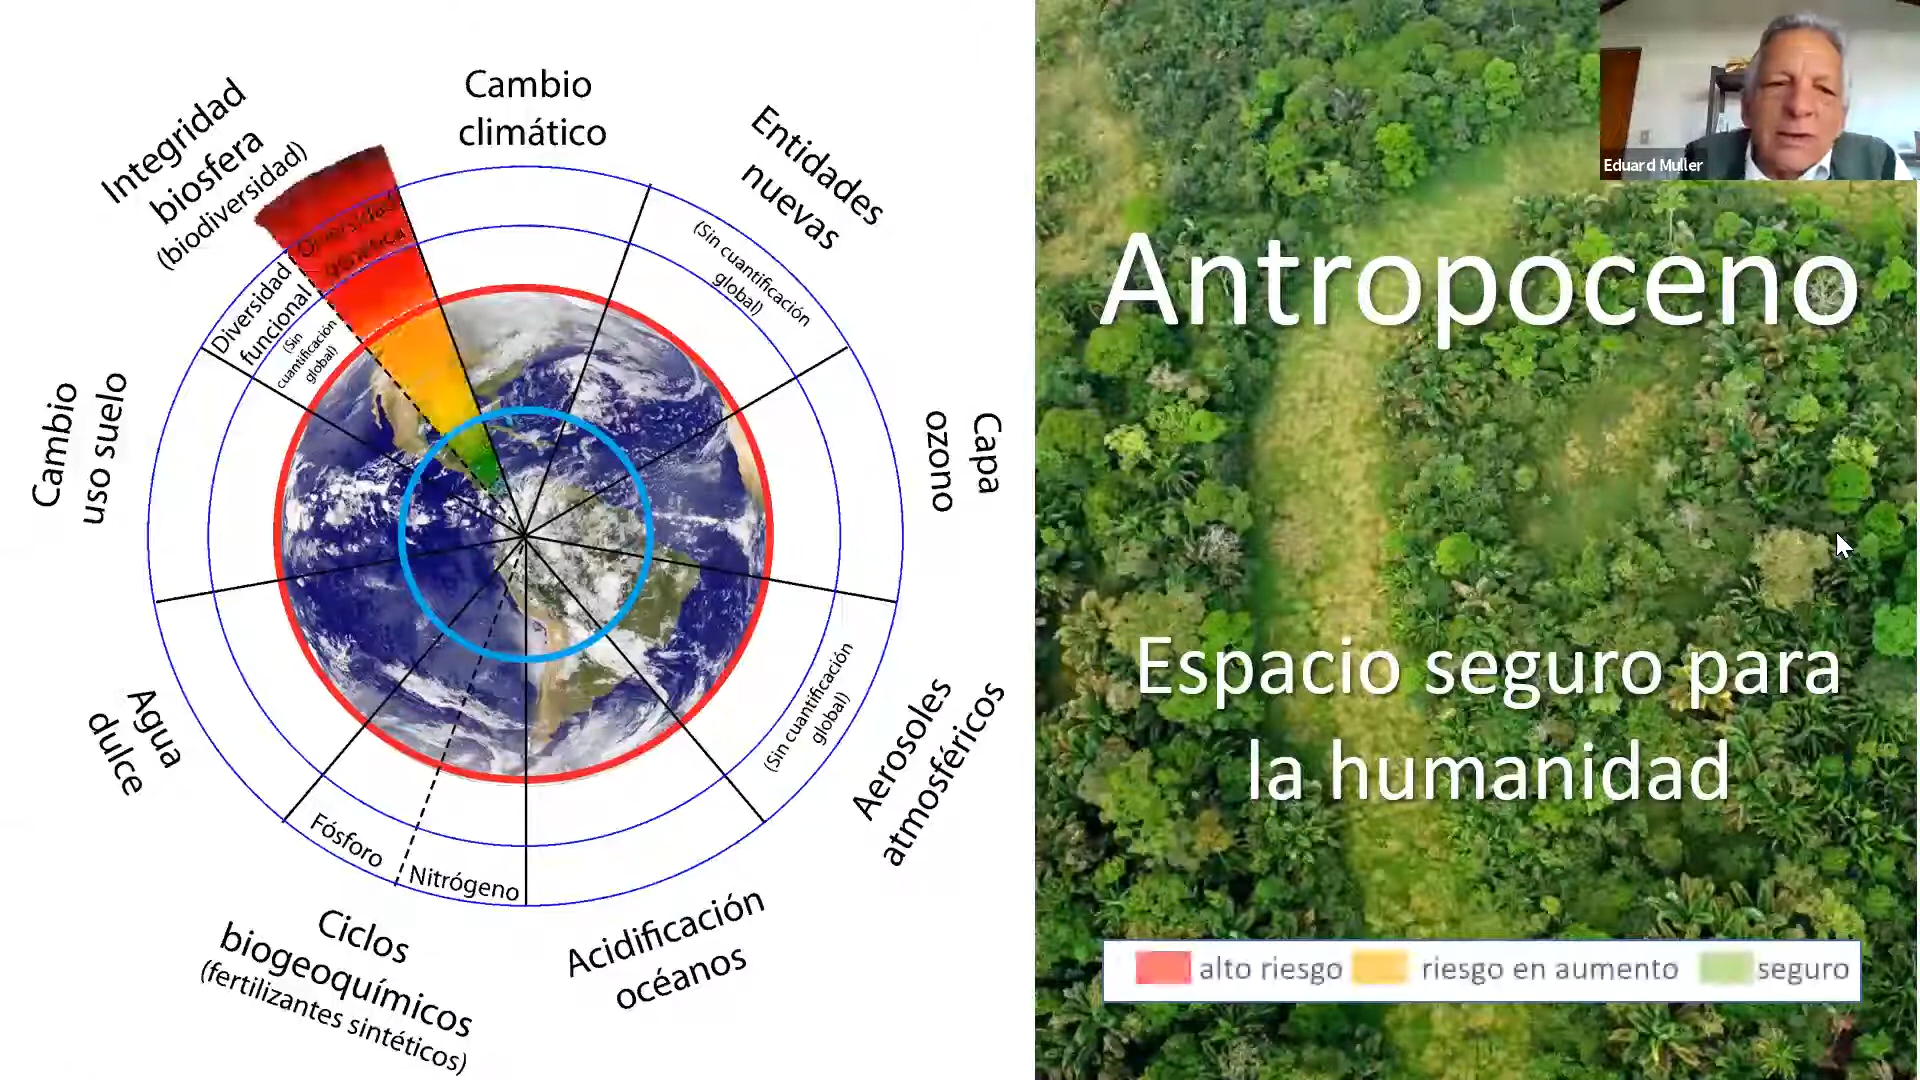 Cambio
climático
Entidades
nuevas
(Sin cuantificación
global)
Capa
ozono
Aerosoles
atmosféricos
(Sin cuantificación
global)
Acidificación
océanos
Ciclos
biogeoquímicos
(fertilizantes sintéticos)
Nitrógeno
Fósforo
Agua
dulce
Cambio
uso suelo
Integridad
biosfera
(biodiversidad)
Diversidad
funcional
(Sin
cuantificación
global)
Diversidad
genética
Eduard Muller
Antropoceno
Espacio seguro para
la humanidad
alto riesgo riesgo en aumento seguro